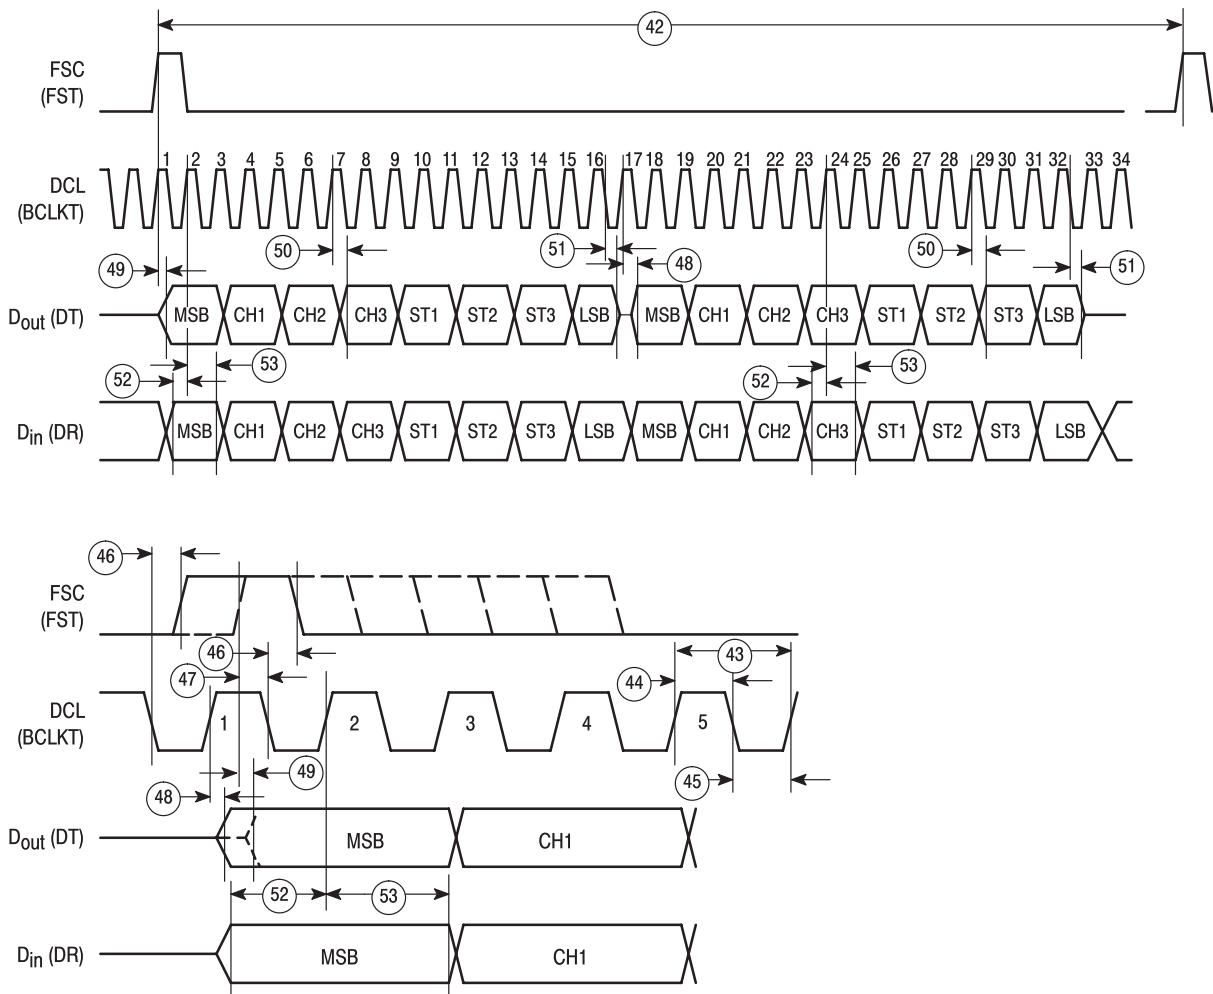 42
FSC
(FST)
1 2 3 4 5 6 7 8 9 10 11 12 13 14 15 16 17 18 19 20 21 22 23 24 25 26 27 28 29 30 31 32 33 34
DCL
(BCLKT)
50 51 50
49 48 51
Dout (DT) MSB CH1 CH2 CH3 ST1 ST2 ST3 LSB MSB CH1 CH2 CH3 ST1 ST2 ST3 LSB
53 53
52 52
Din (DR) MSB CH1 CH2 CH3 ST1 ST2 ST3 LSB MSB CH1 CH2 CH3 ST1 ST2 ST3 LSB
46
FSC
(FST)
46 43
47 44
DCL
(BCLKT)
1 2 3 4 5
49
48 45
Dout (DT) MSB CH1
52 53
Din (DR) MSB CH1